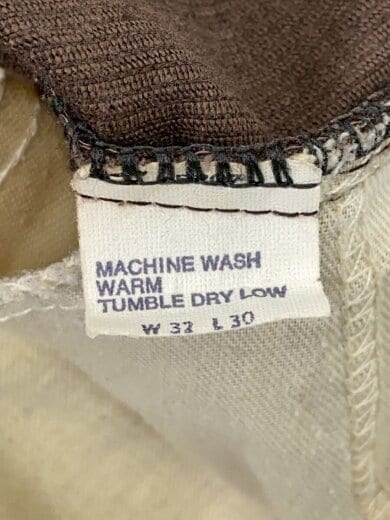 MACHINE WASH
WARM
TUMBLE DRY LOW
W 32 L 30